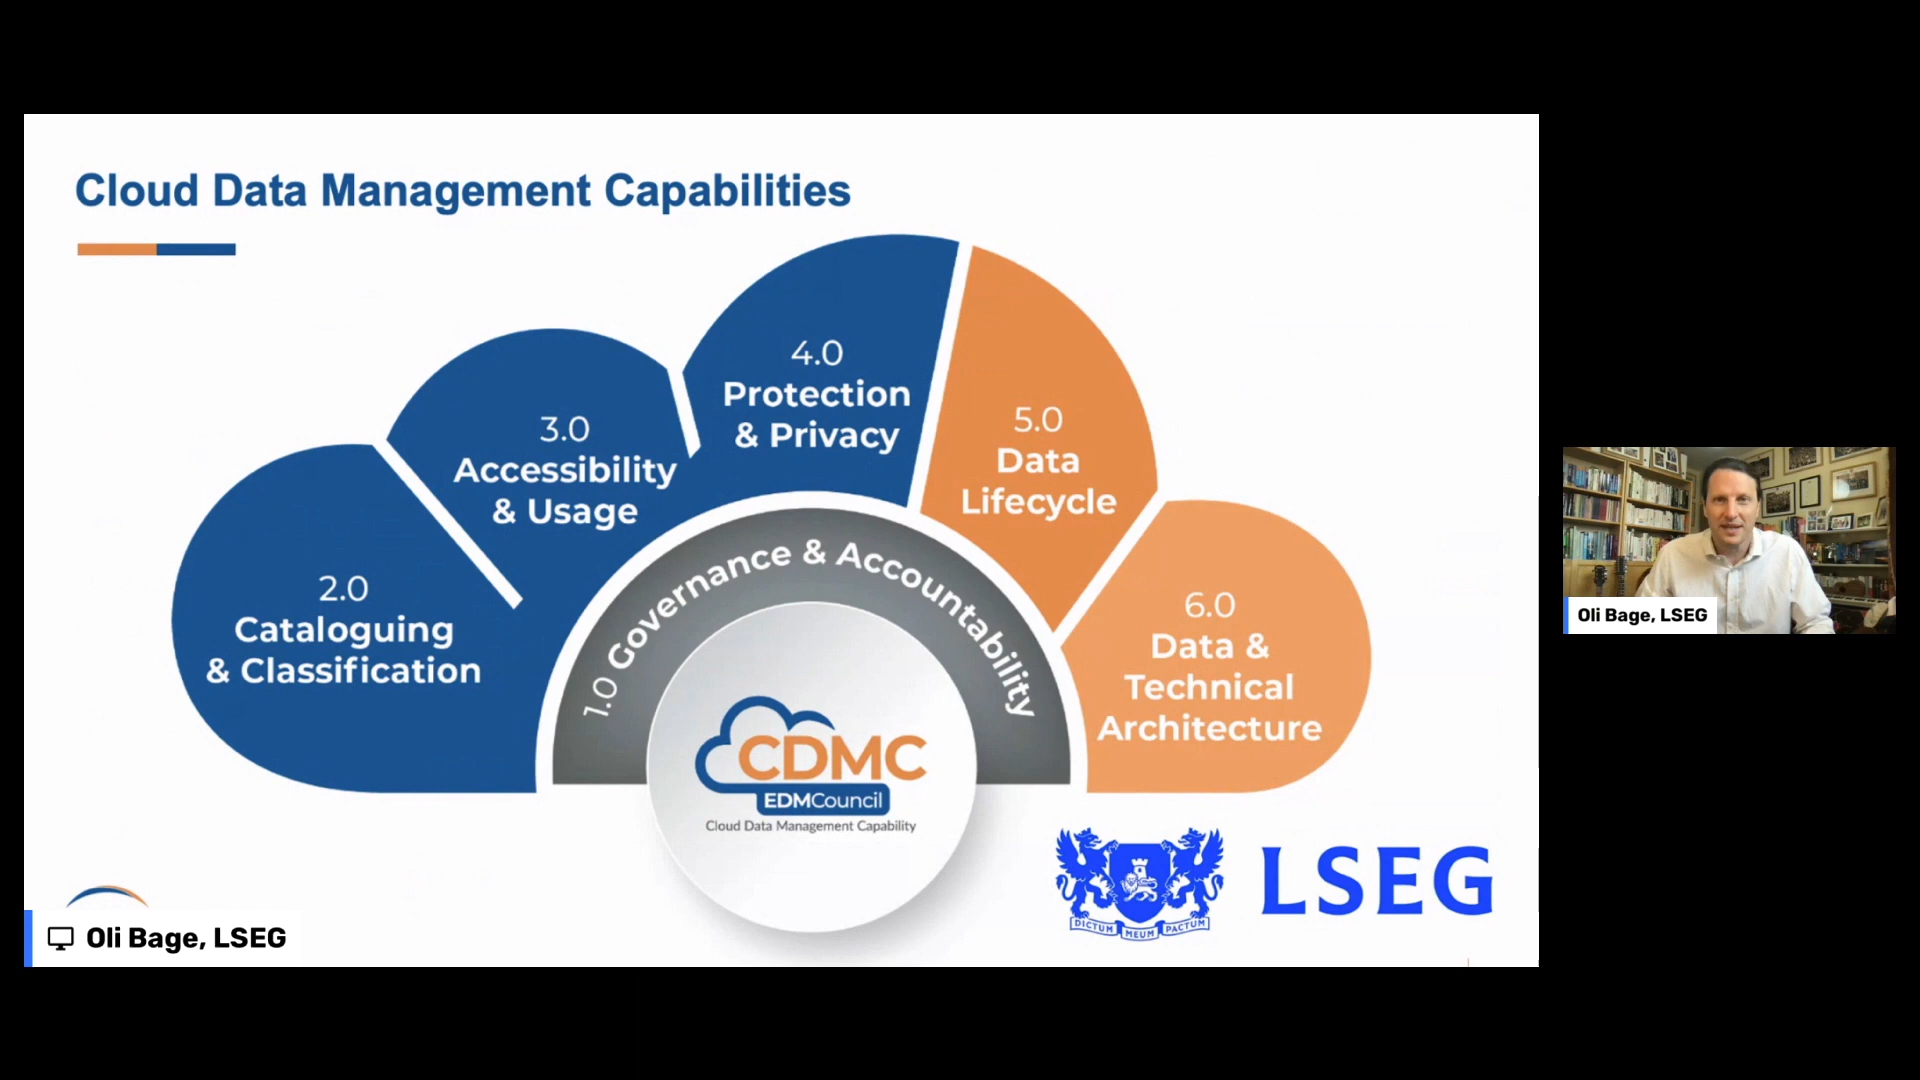 Cloud Data Management Capabilities
4.0
Protection
& Privacy
3.0
Accessibility
& Usage
5.0
Data
Lifecycle
2.0
Cataloguing
& Classification
1.0 Governance & Accountability
6.0
Data &
Technical
Architecture
CDMC
EDMCouncil
Cloud Data Management Capability
DICTUM MEUM PACTUM
LSEG
Oli Bage, LSEG
Oli Bage, LSEG